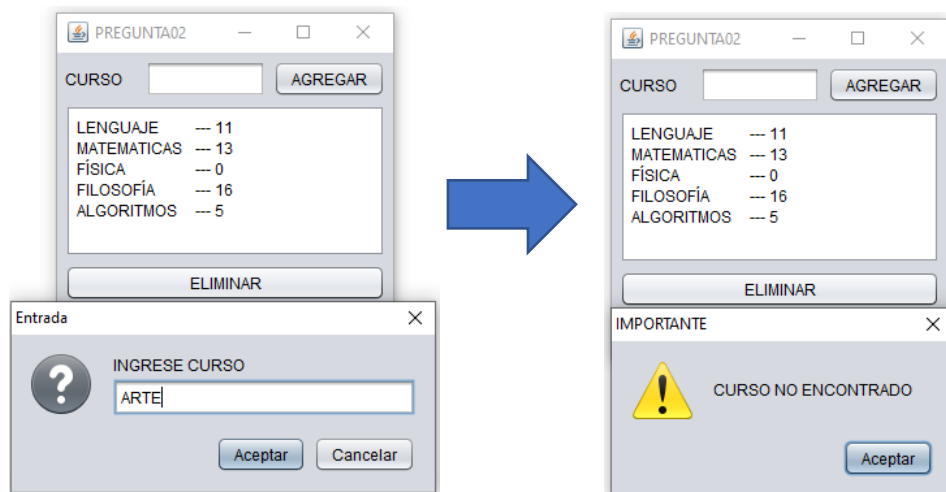 PREGUNTA02
CURSO AGREGAR
LENGUAJE --- 11
MATEMATICAS --- 13
FÍSICA --- 0
FILOSOFÍA --- 16
ALGORITMOS --- 5
ELIMINAR
Entrada
INGRESE CURSO
ARTE
Aceptar Cancelar
PREGUNTA02
CURSO AGREGAR
LENGUAJE --- 11
MATEMATICAS --- 13
FÍSICA --- 0
FILOSOFÍA --- 16
ALGORITMOS --- 5
ELIMINAR
IMPORTANTE
CURSO NO ENCONTRADO
Aceptar